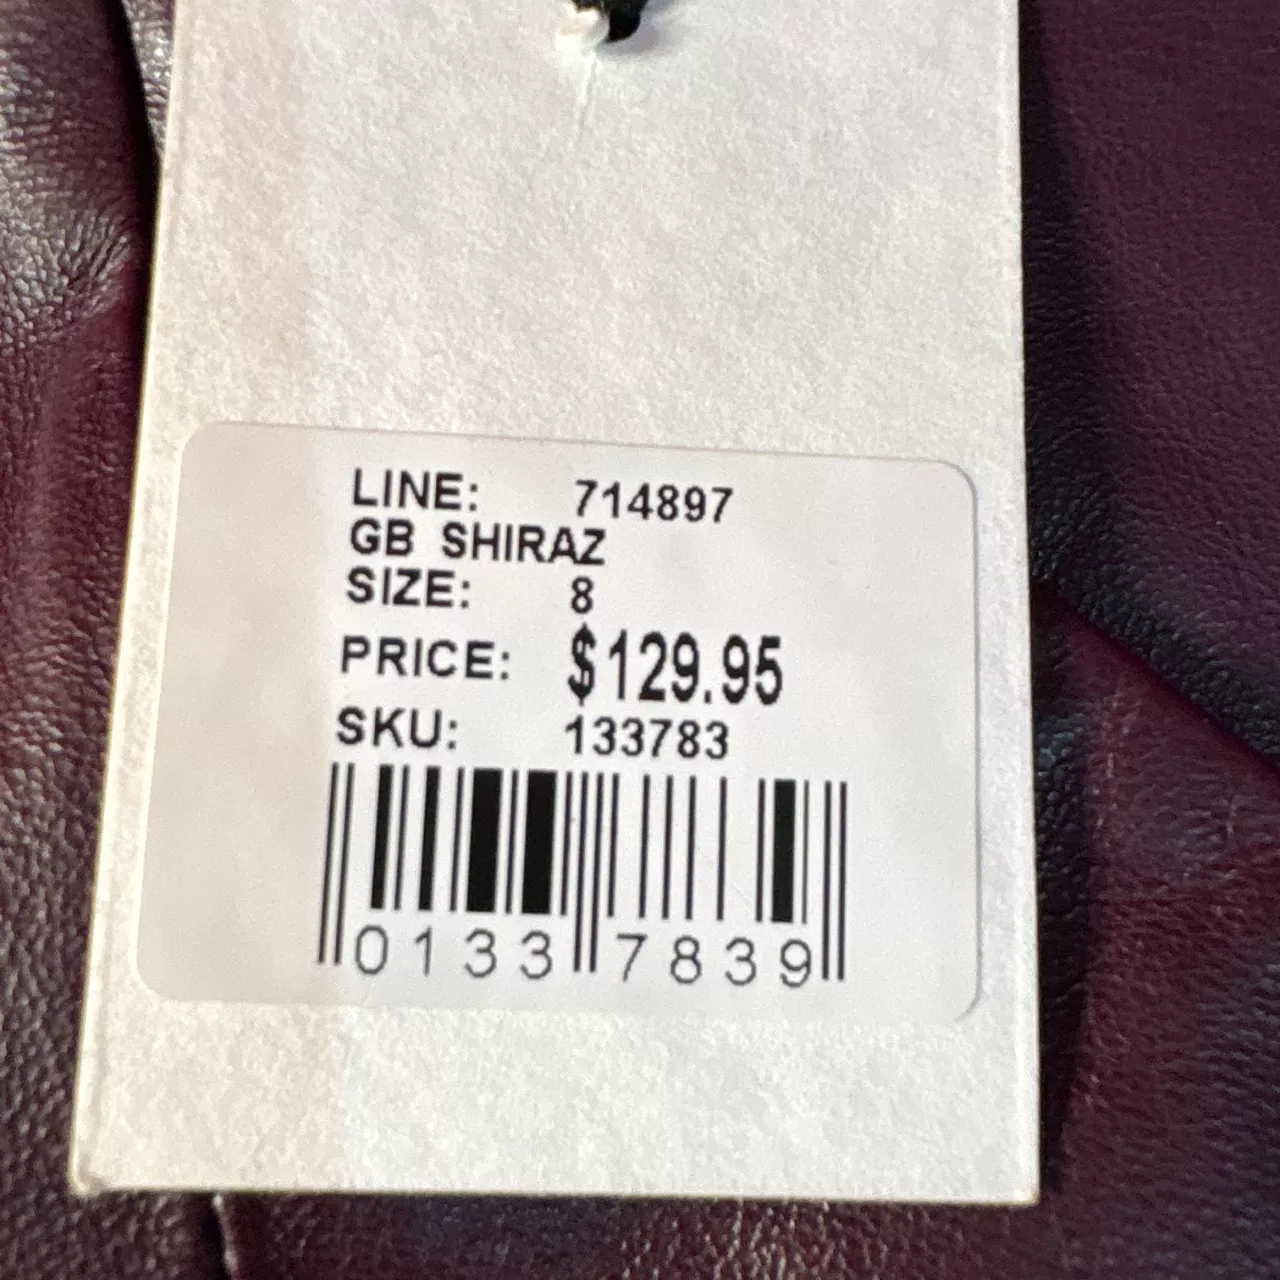 LINE: 714897
GB SHIRAZ
SIZE: 8
PRICE: $129.95
SKU: 133783
0133 7839